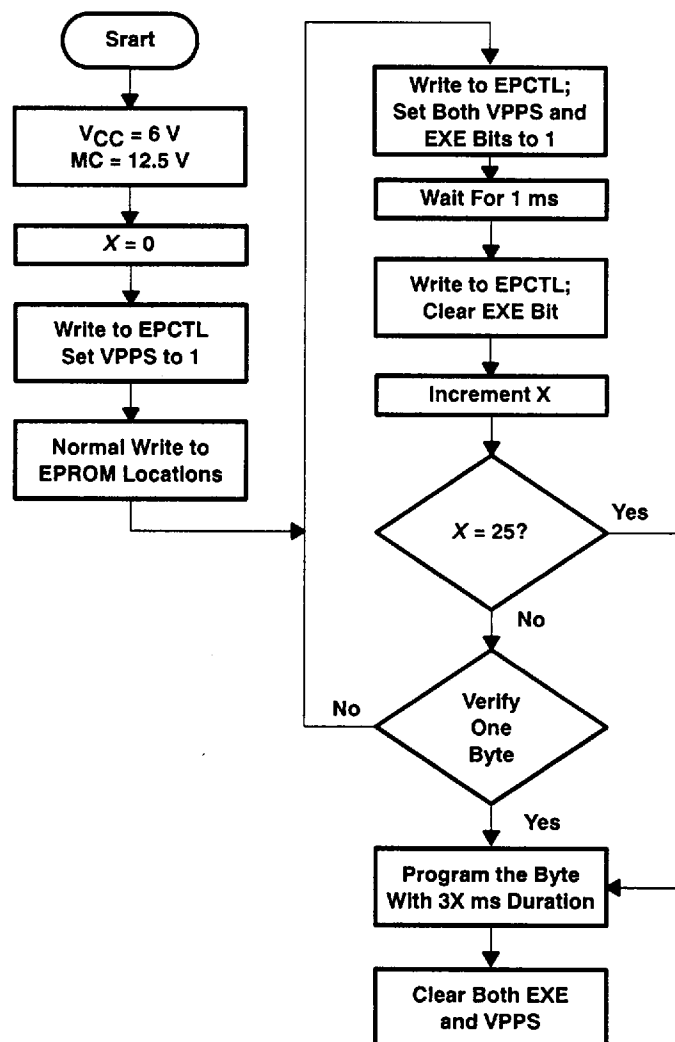 Srart
VCC = 6 V
MC = 12.5 V
X = 0
Write to EPCTL
Set VPPS to 1
Normal Write to
EPROM Locations
Write to EPCTL;
Set Both VPPS and
EXE Bits to 1
Wait For 1 ms
Write to EPCTL;
Clear EXE Bit
Increment X
X = 25?
Yes
No
Verify
One
Byte
No
Yes
Program the Byte
With 3X ms Duration
Clear Both EXE
and VPPS